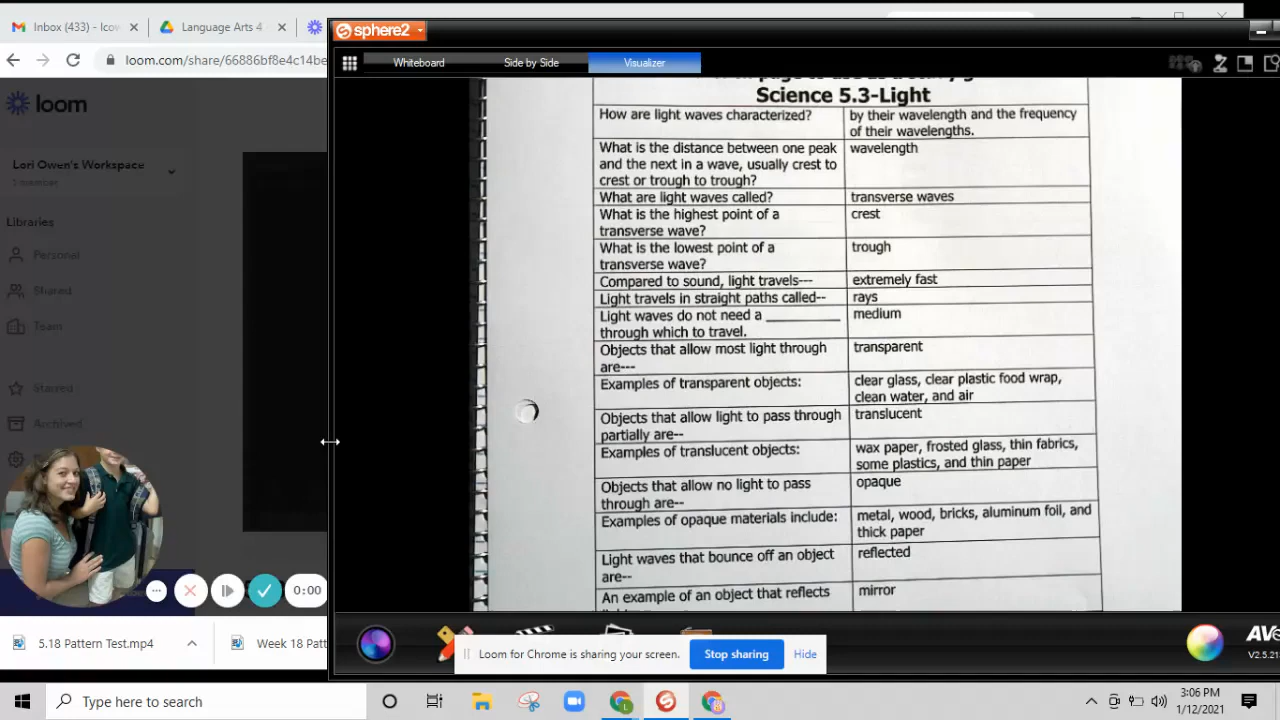 Inbox (433) - lc
Language Arts 4
sphere2
loom.com/share/66886bf8e4c14be
Whiteboard
Side by Side
Visualizer
loom
Lori Owen's Workspace
Libraries
Personal
Shared
Team
Starred
Archived
Science 5.3-Light
How are light waves characterized?
by their wavelength and the frequency
of their wavelengths.
What is the distance between one peak
and the next in a wave, usually crest to
crest or trough to trough?
wavelength
What are light waves called?
transverse waves
What is the highest point of a
transverse wave?
crest
What is the lowest point of a
transverse wave?
trough
Compared to sound, light travels---
extremely fast
Light travels in straight paths called--
rays
Light waves do not need a __________
through which to travel.
medium
Objects that allow most light through
are---
transparent
Examples of transparent objects:
clear glass, clear plastic food wrap,
clean water, and air
Objects that allow light to pass through
partially are--
translucent
Examples of translucent objects:
wax paper, frosted glass, thin fabrics,
some plastics, and thin paper
Objects that allow no light to pass
through are--
opaque
Examples of opaque materials include:
metal, wood, bricks, aluminum foil, and
thick paper
Light waves that bounce off an object
are--
reflected
An example of an object that reflects
mirror
0:00
5.18 Pattern Test.mp4
Week 18 Patt
Loom for Chrome is sharing your screen.
Stop sharing
Hide
AVe
V2.5.21
Type here to search
3:06 PM
1/12/2021